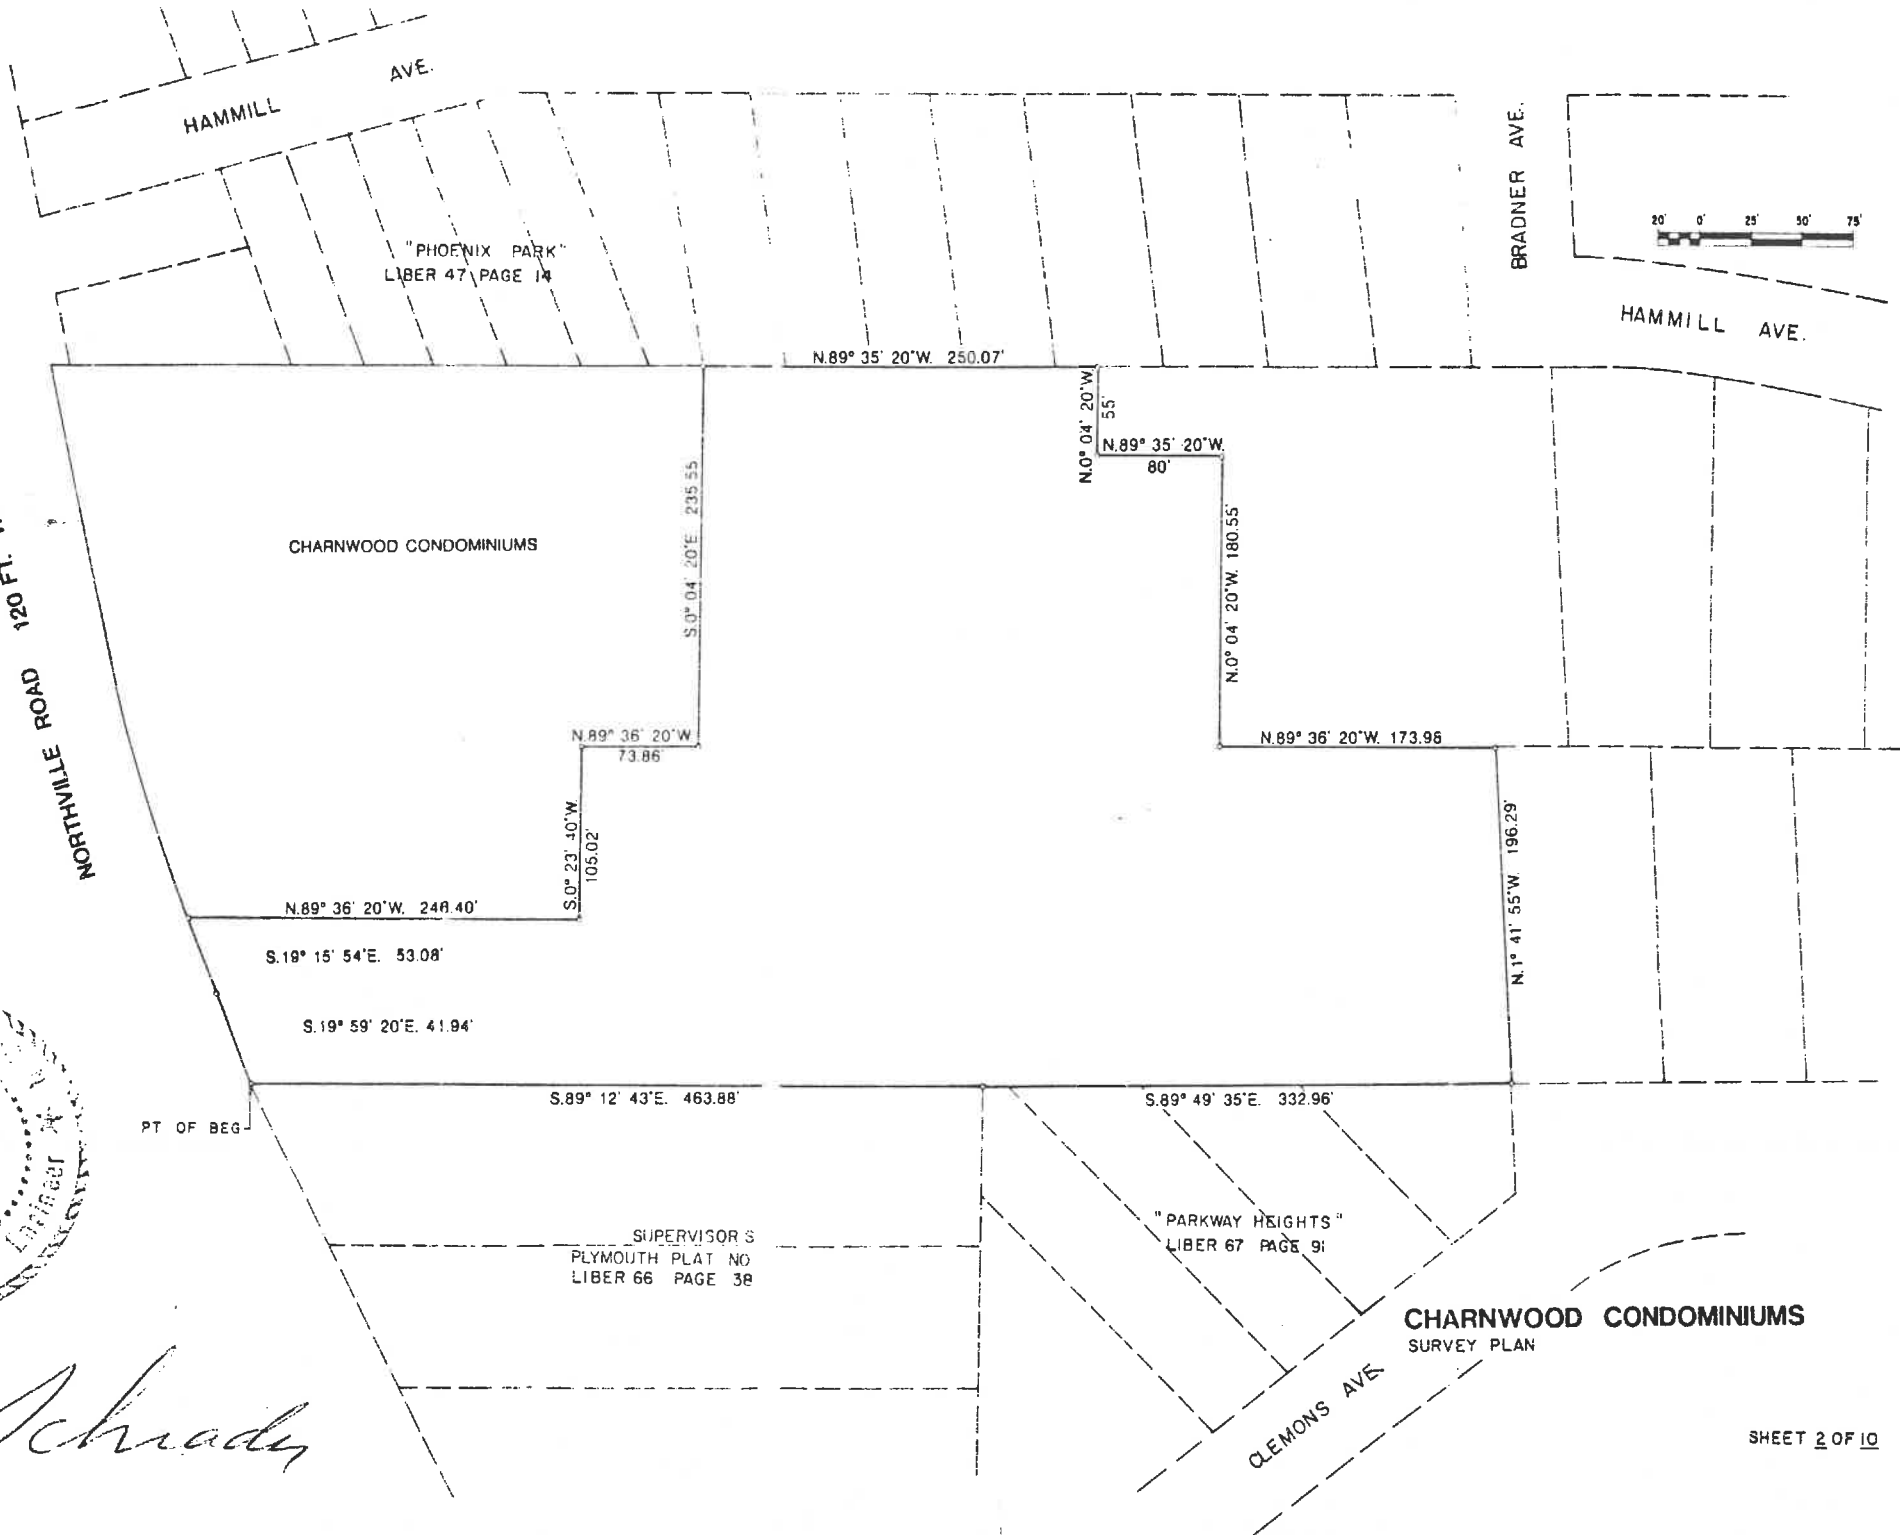 HAMMILL AVE.
"PHOENIX PARK"
LIBER 47 PAGE 14
BRADNER AVE.
20' 0' 25' 50' 75'
HAMMILL AVE.
N.89° 35' 20"W. 250.07'
N.0° 04' 20"W.
55'
N.89° 35' 20"W.
80'
S.0° 04' 20"E. 235.55
N.0° 04' 20"W. 180.55'
CHARNWOOD CONDOMINIUMS
NORTHVILLE ROAD 120 FT.
N.89° 36' 20"W
73.86'
N.89° 36' 20"W. 173.98
S.0° 23' 40"W.
105.02'
N.1° 41' 55"W. 196.29'
N.89° 36' 20"W. 246.40'
S.19° 15' 54"E. 53.08'
S.19° 59' 20"E. 41.94'
S.89° 12' 43"E. 463.88'
S.89° 49' 35"E. 332.96'
PT OF BEG
"PARKWAY HEIGHTS"
LIBER 67 PAGE 91
SUPERVISORS
PLYMOUTH PLAT NO
LIBER 66 PAGE 38
CLEMONS AVE.
CHARNWOOD CONDOMINIUMS
SURVEY PLAN
SHEET 2 OF 10